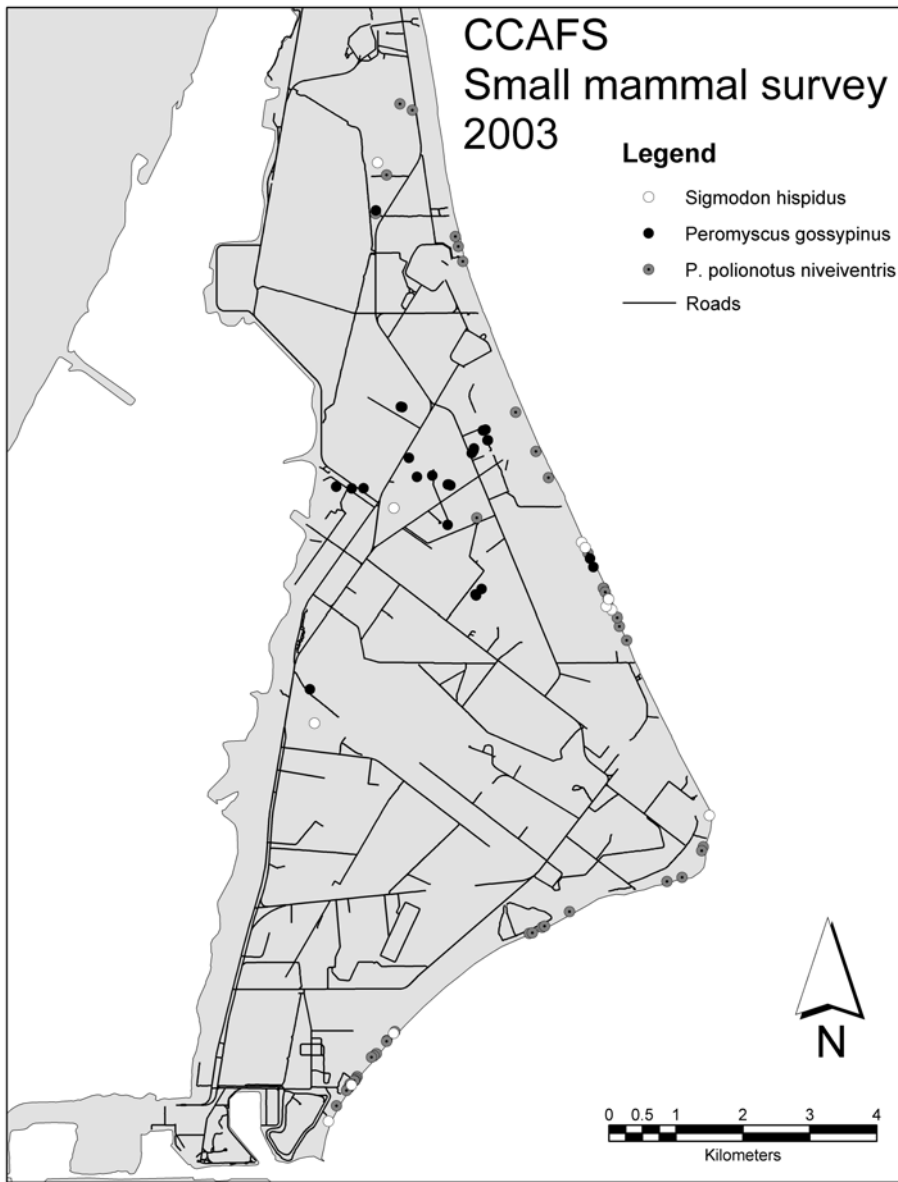 CCAFS
Small mammal survey
2003
Legend
Sigmodon hispidus
Peromyscus gossypinus
P. polionotus niveiventris
Roads
N
0 0.5 1 2 3 4
Kilometers